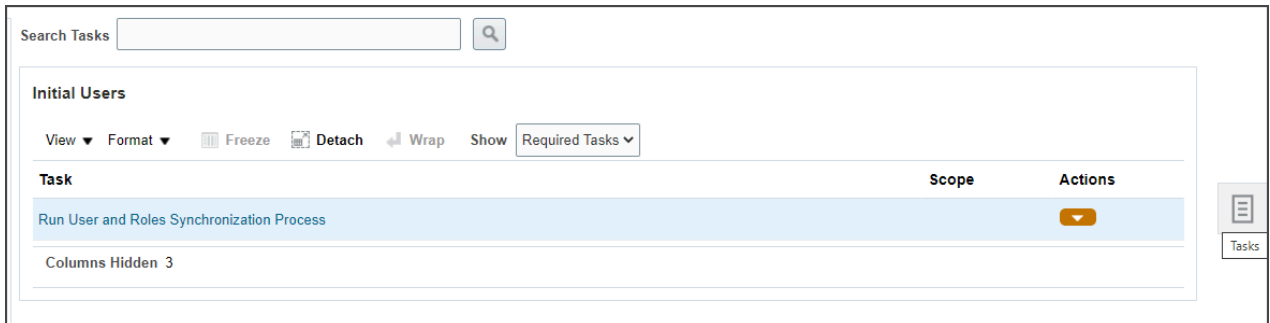 Search Tasks
Initial Users
View Format Freeze Detach Wrap Show Required Tasks
Task Scope Actions
Run User and Roles Synchronization Process
Tasks
Columns Hidden 3